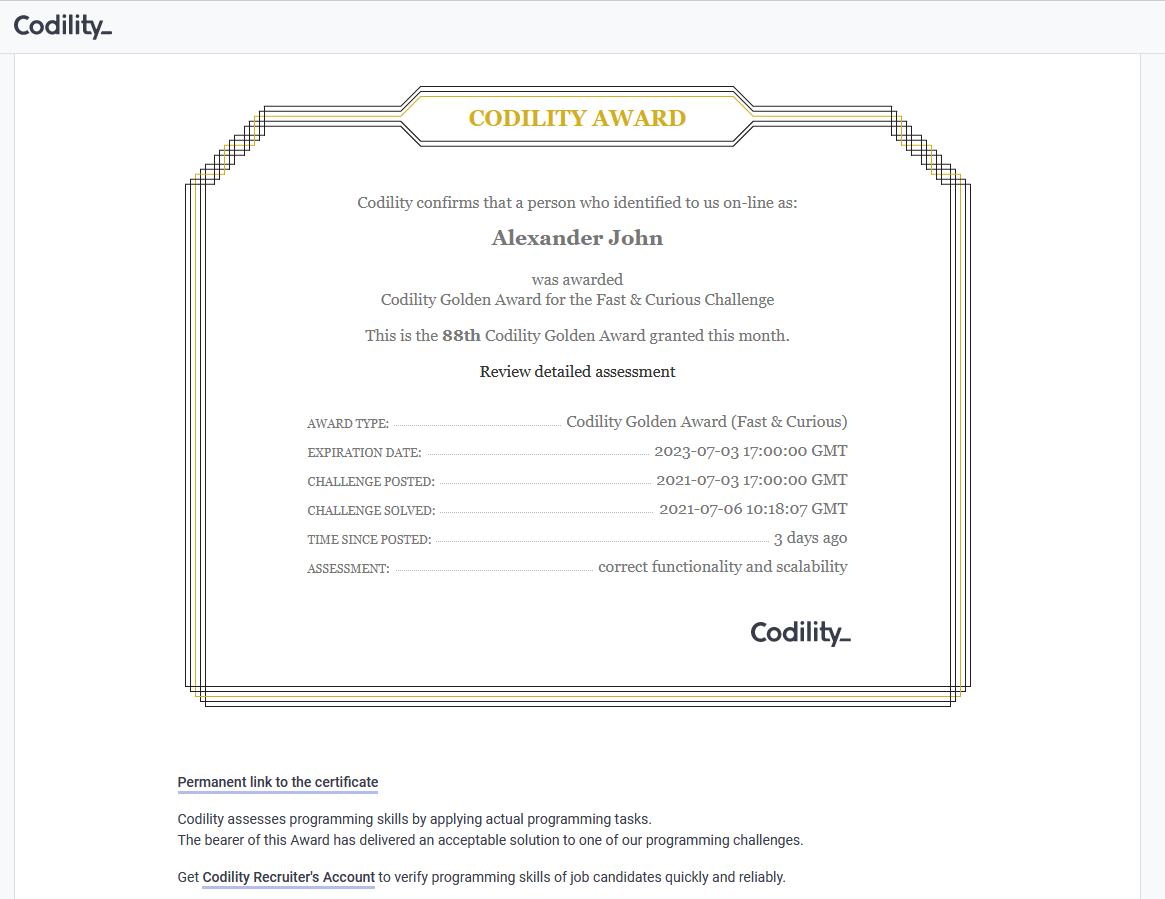 Codility_
CODILITY AWARD
Codility confirms that a person who identified to us on-line as:
Alexander John
was awarded
Codility Golden Award for the Fast & Curious Challenge
This is the 88th Codility Golden Award granted this month.
Review detailed assessment
AWARD TYPE: Codility Golden Award (Fast & Curious)
EXPIRATION DATE: 2023-07-03 17:00:00 GMT
CHALLENGE POSTED: 2021-07-03 17:00:00 GMT
CHALLENGE SOLVED: 2021-07-06 10:18:07 GMT
TIME SINCE POSTED: 3 days ago
ASSESSMENT: correct functionality and scalability
Codility_
Permanent link to the certificate
Codility assesses programming skills by applying actual programming tasks.
The bearer of this Award has delivered an acceptable solution to one of our programming challenges.
Get Codility Recruiter's Account to verify programming skills of job candidates quickly and reliably.